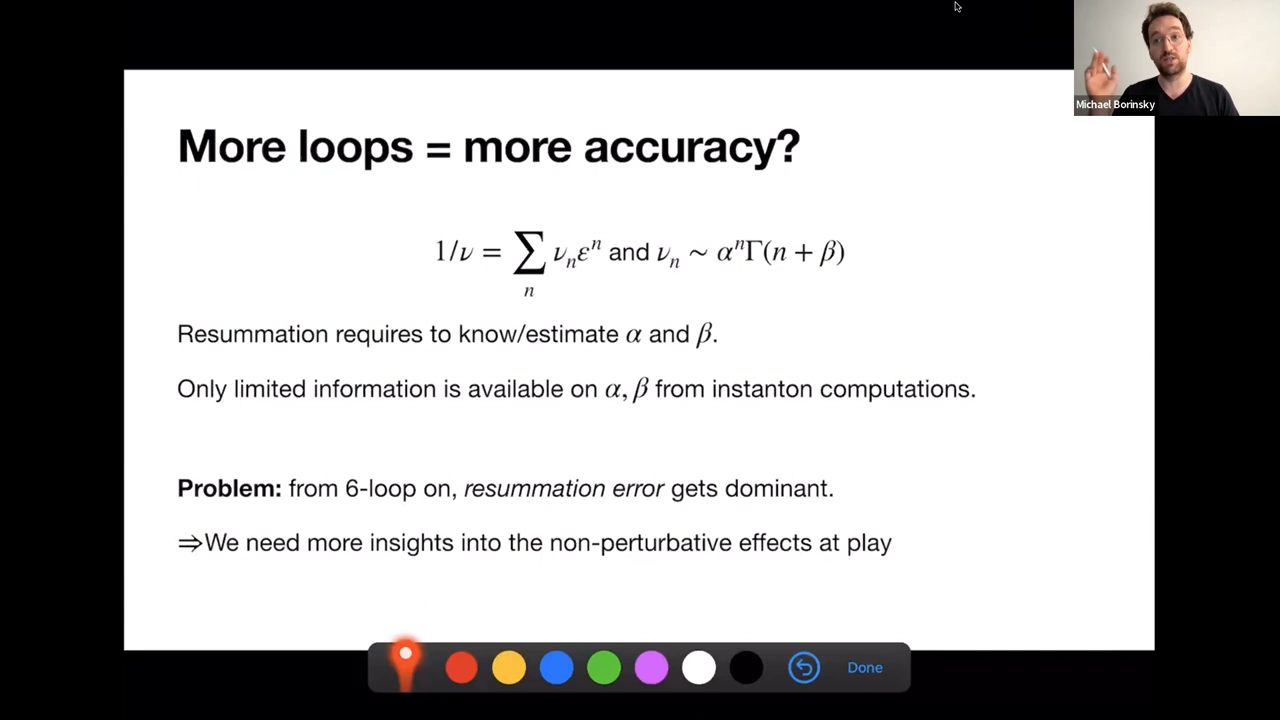 Michael Borinsky
More loops = more accuracy?
1/ν = ∑ νₙεⁿ and νₙ ~ αⁿΓ(n + β)
n
Resummation requires to know/estimate α and β.
Only limited information is available on α, β from instanton computations.
Problem: from 6-loop on, resummation error gets dominant.
⇒We need more insights into the non-perturbative effects at play
Done